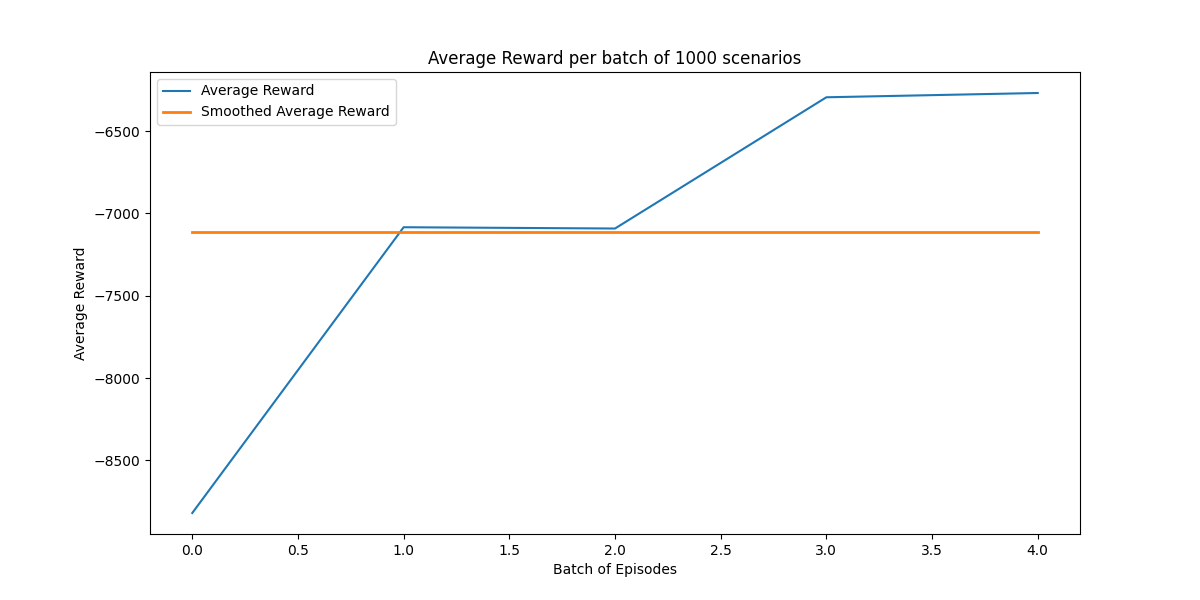 Average Reward per batch of 1000 scenarios
Average Reward
Smoothed Average Reward
−6500
−7000
−7500
−8000
−8500
Average Reward
0.0 0.5 1.0 1.5 2.0 2.5 3.0 3.5 4.0
Batch of Episodes